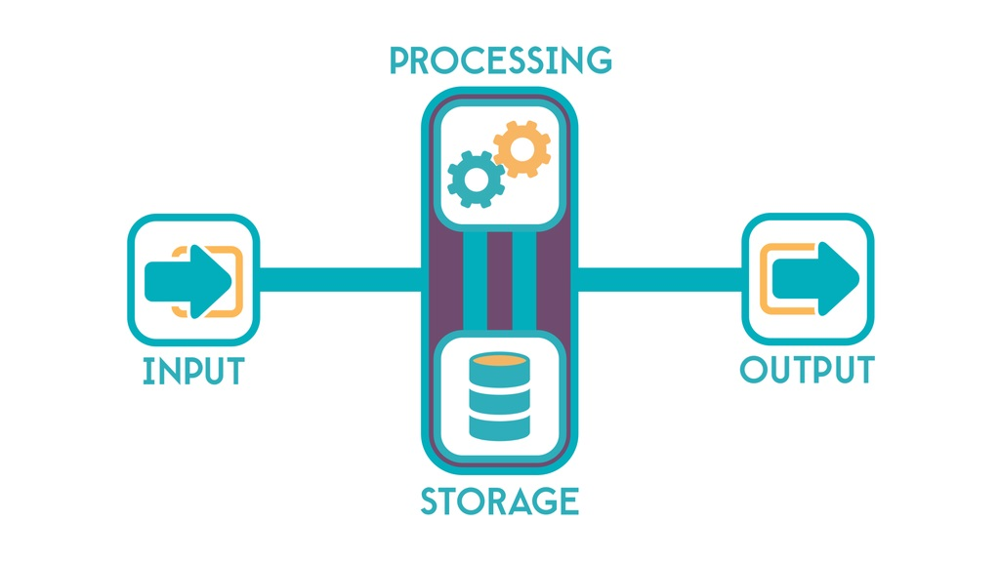 PROCESSING
INPUT
OUTPUT
STORAGE